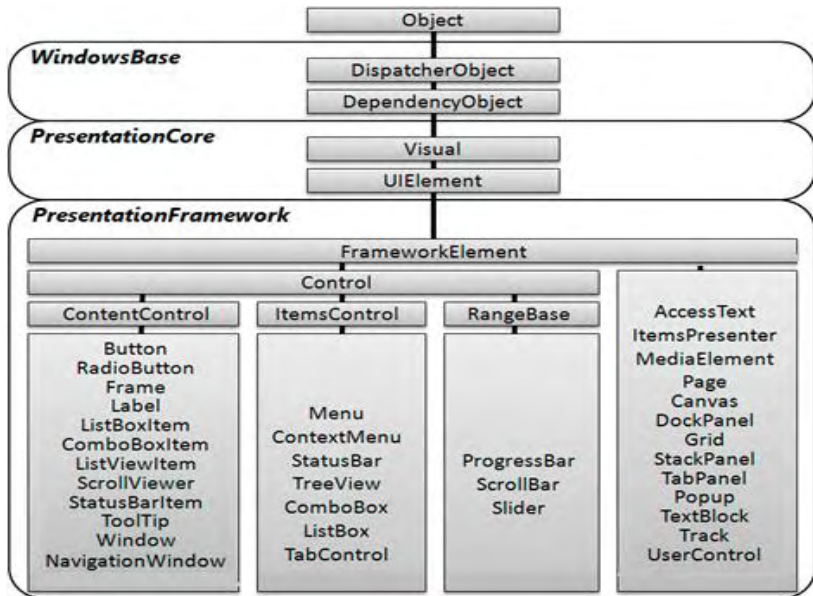 Object
WindowsBase
DispatcherObject
DependencyObject
PresentationCore
Visual
UIElement
PresentationFramework
FrameworkElement
Control
ContentControl
Button
RadioButton
Frame
Label
ListBoxItem
ComboBoxItem
ListViewItem
ScrollViewer
StatusBarItem
ToolTip
Window
NavigationWindow
ItemsControl
Menu
ContextMenu
StatusBar
TreeView
ComboBox
ListBox
TabControl
RangeBase
ProgressBar
ScrollBar
Slider
AccessText
ItemsPresenter
MediaElement
Page
Canvas
DockPanel
Grid
StackPanel
TabPanel
Popup
TextBlock
Track
UserControl